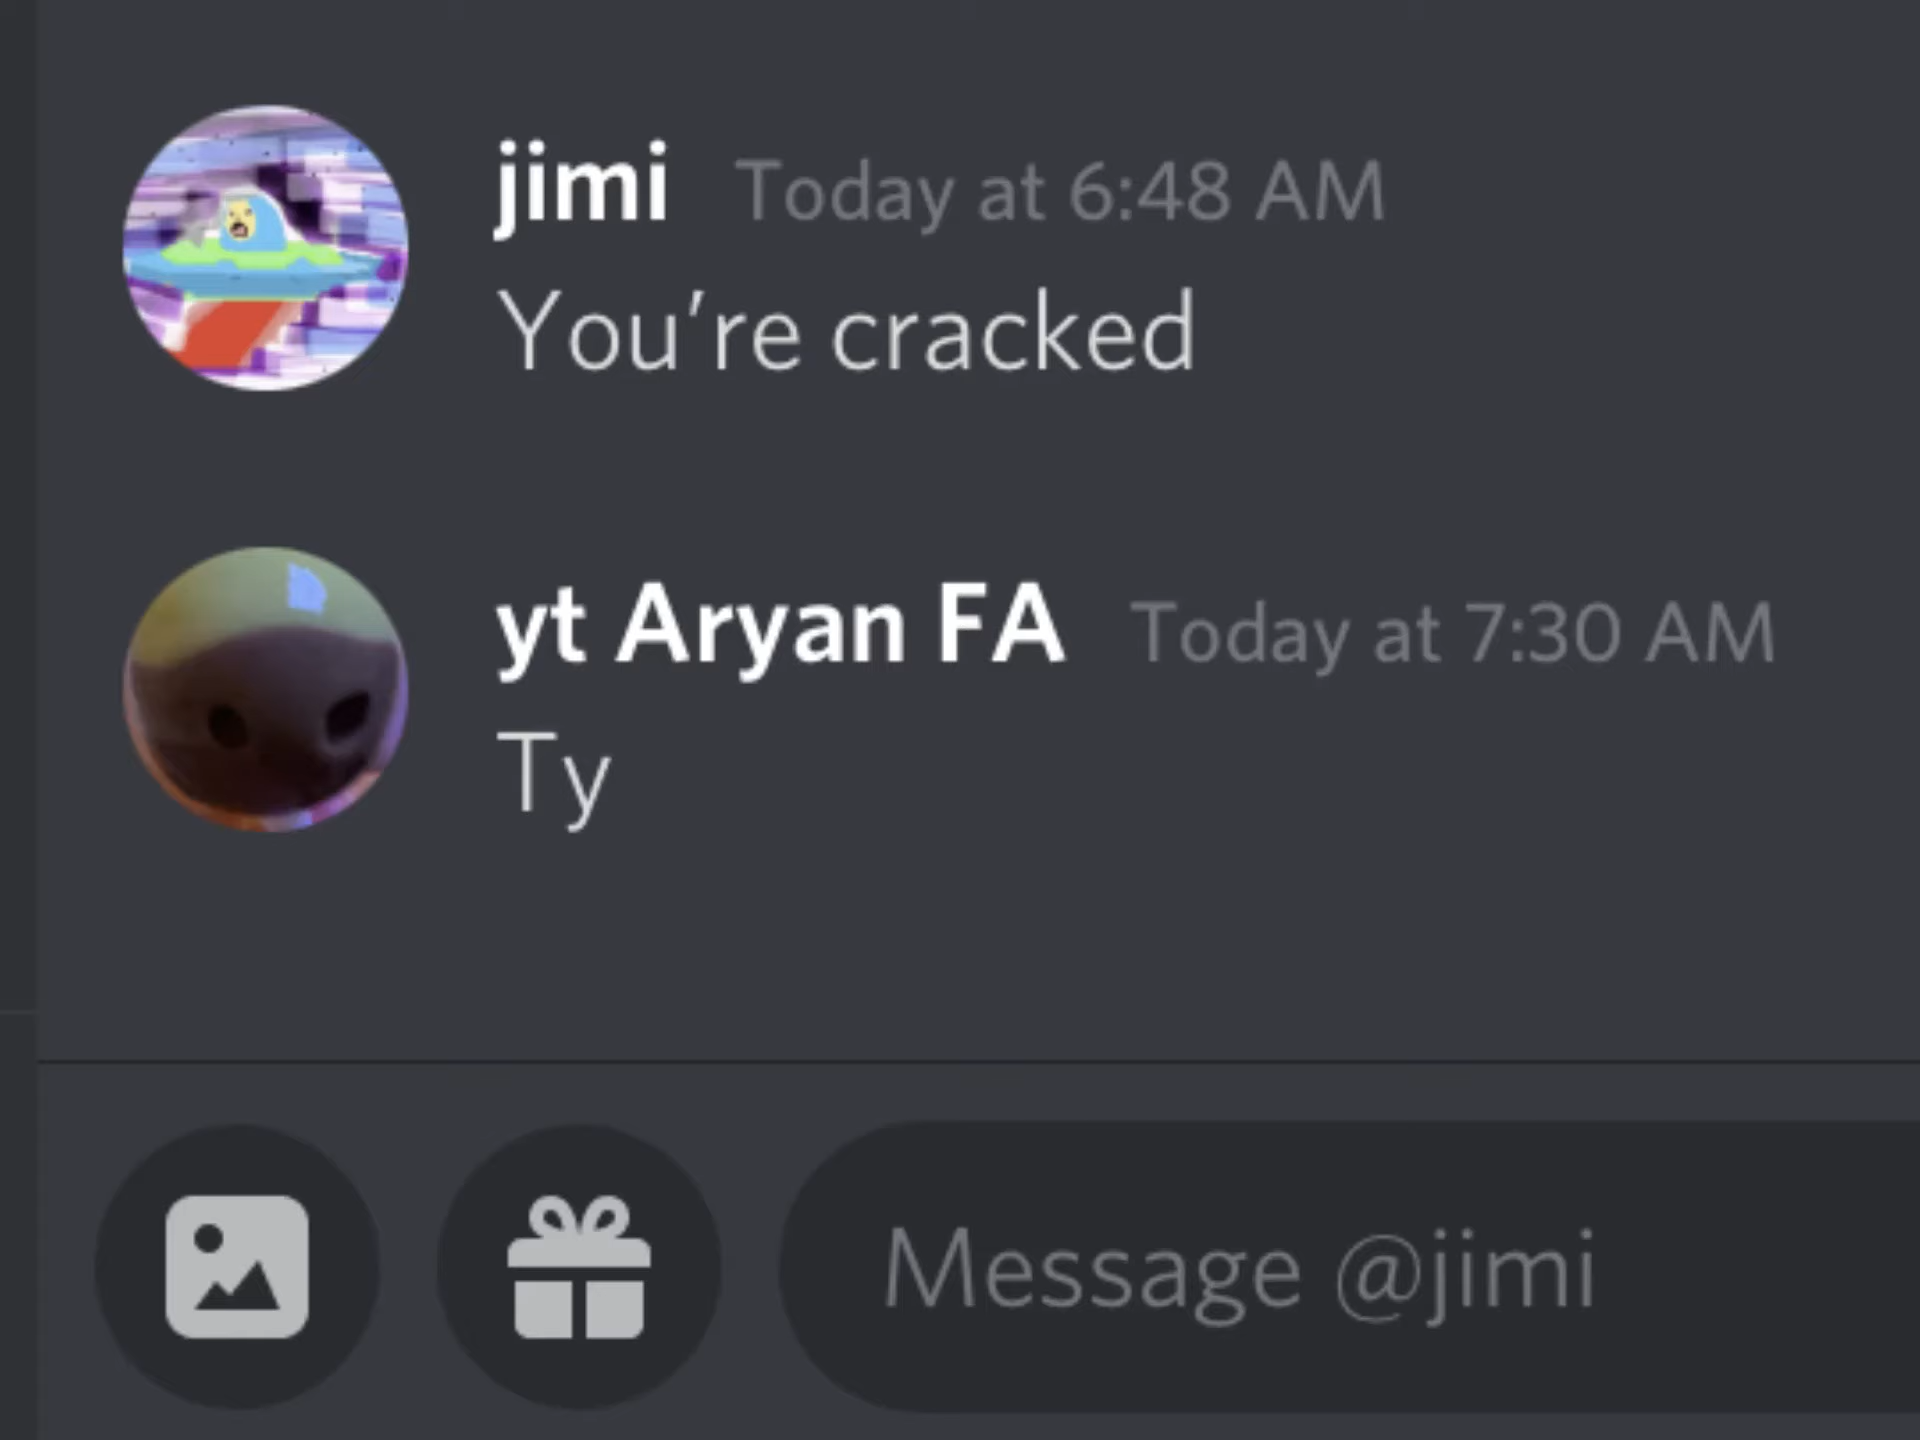 jimi Today at 6:48 AM
You’re cracked
yt Aryan FA Today at 7:30 AM
Ty
Message @jimi